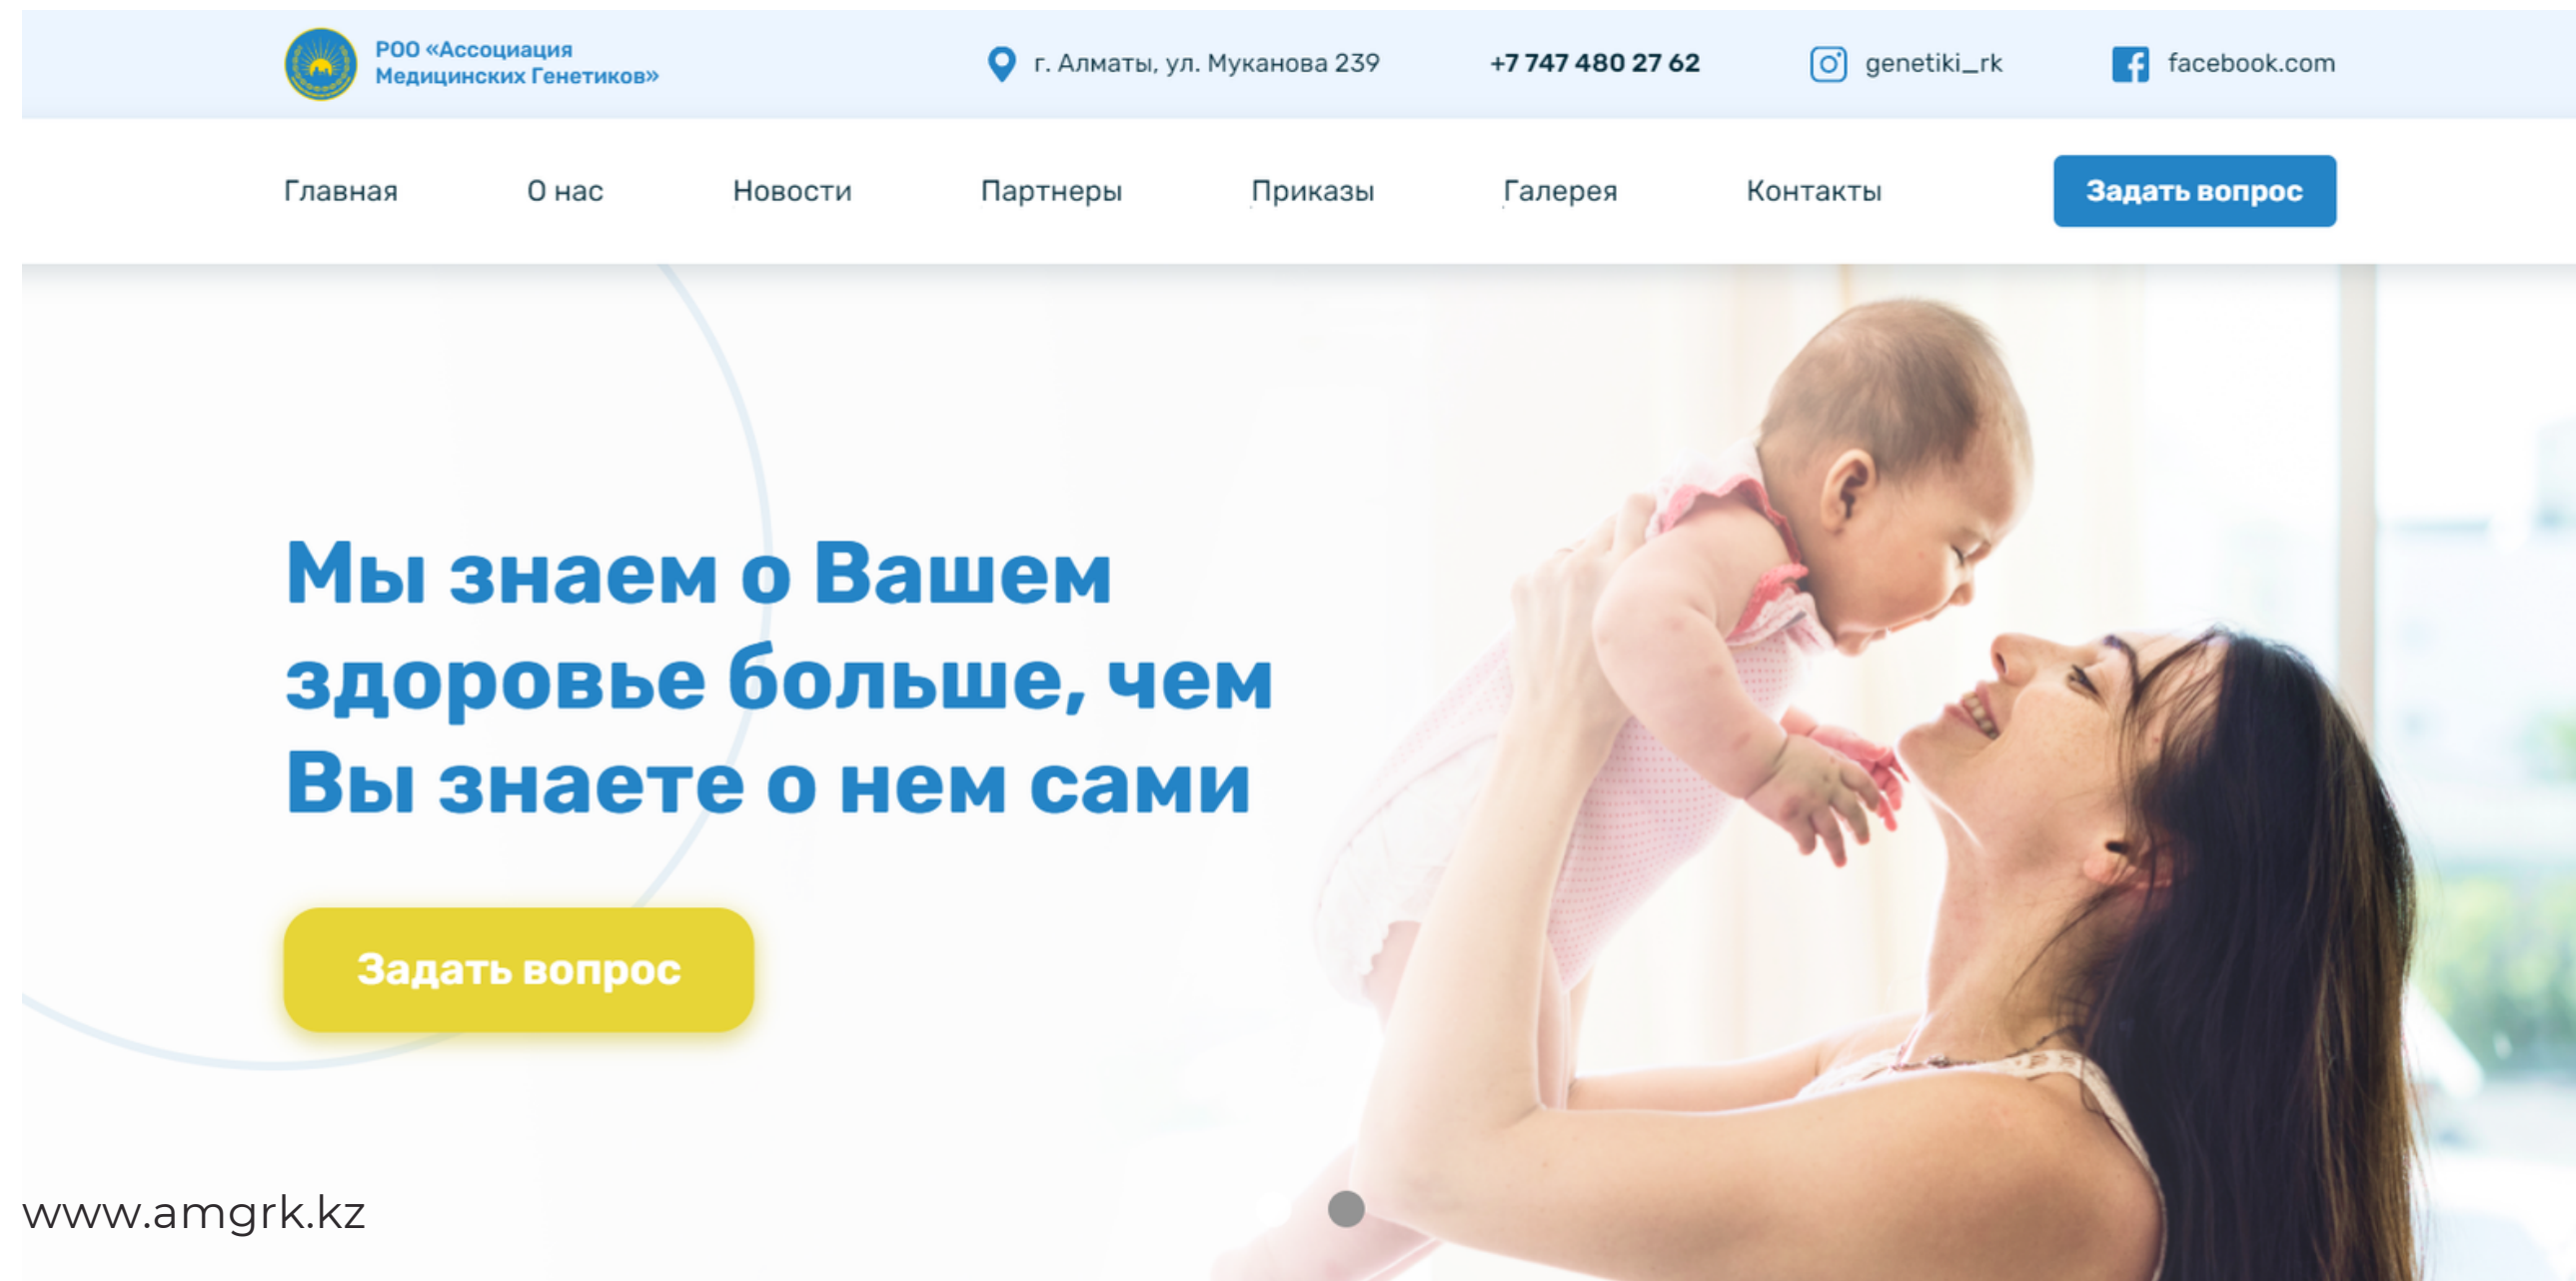 РОО «Ассоциация
Медицинских Генетиков»
г. Алматы, ул. Муканова 239
+7 747 480 27 62
genetiki_rk
facebook.com
Главная
О нас
Новости
Партнеры
Приказы
Галерея
Контакты
Задать вопрос
Мы знаем о Вашем
здоровье больше, чем
Вы знаете о нем сами
Задать вопрос
www.amgrk.kz